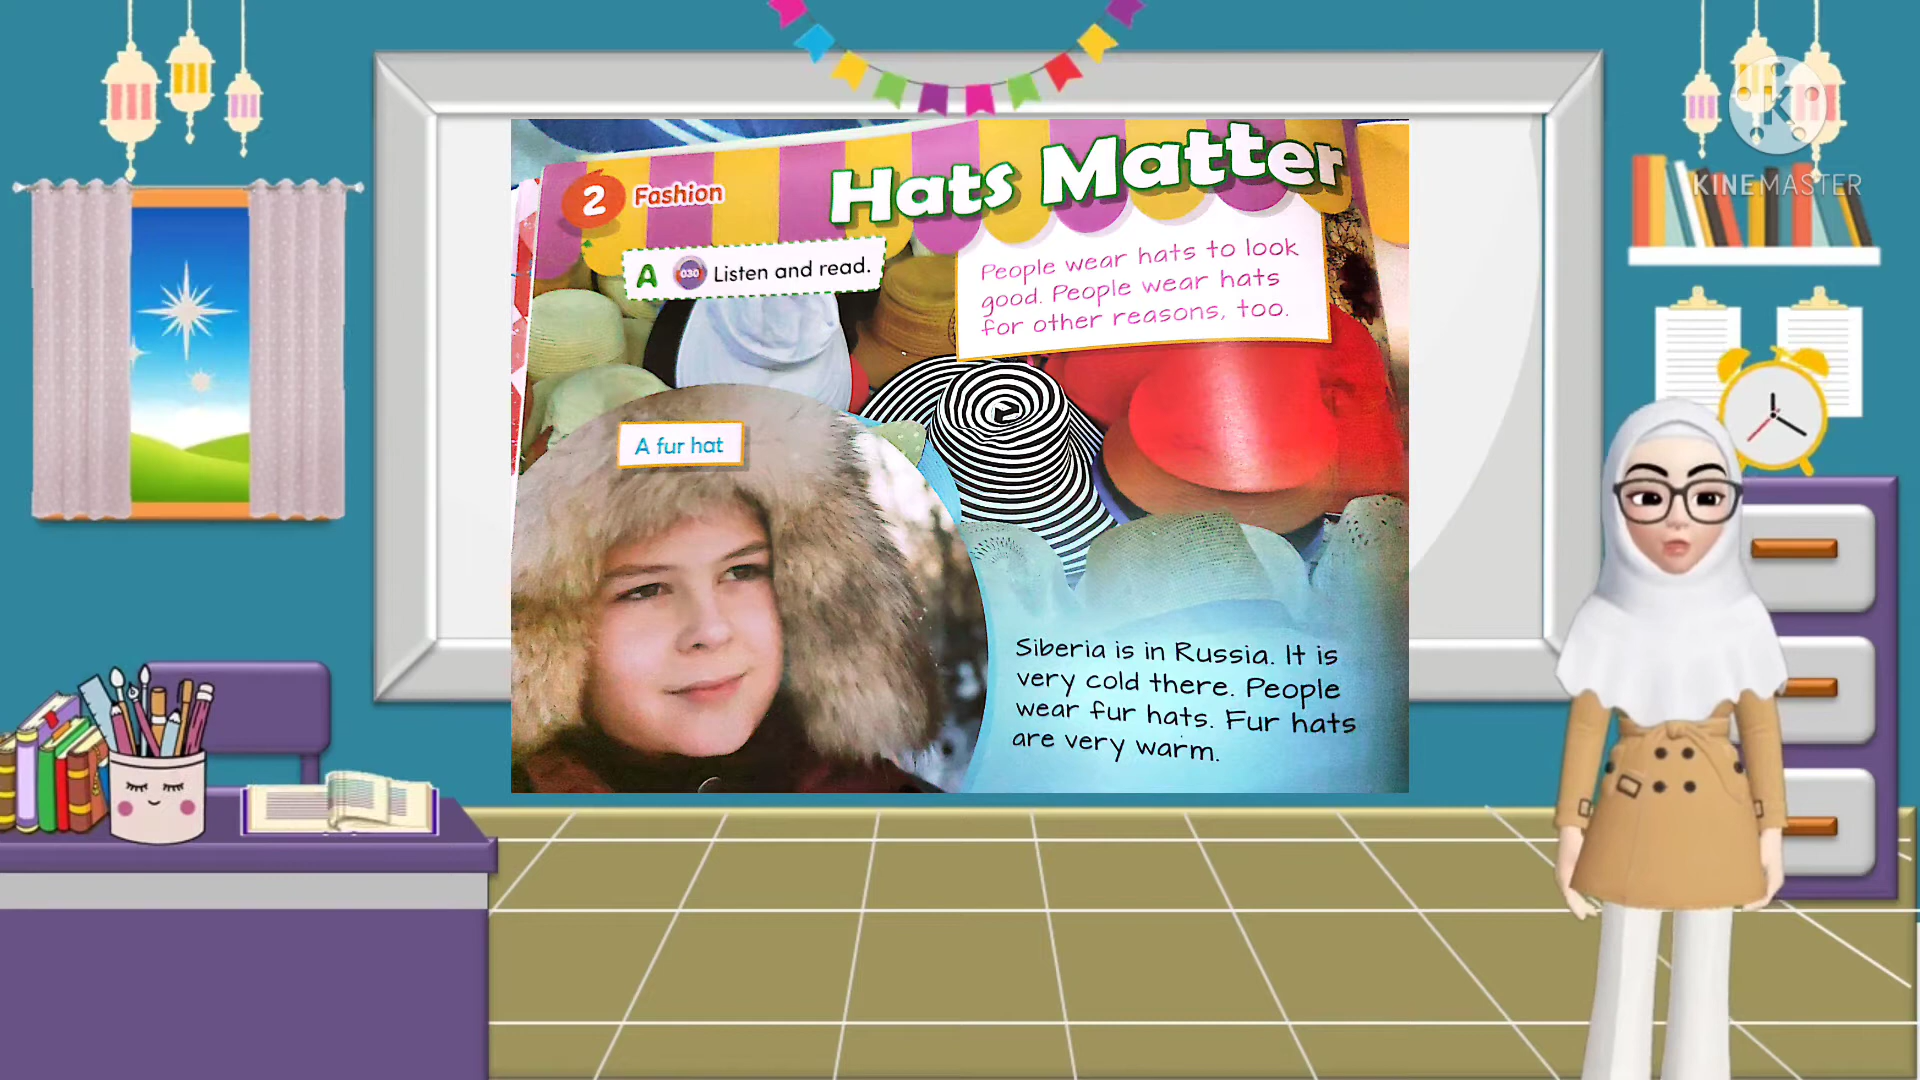 2 Fashion
Hats Matter
A 030 Listen and read.
People wear hats to look
good. People wear hats
for other reasons, too.
A fur hat
Siberia is in Russia. It is
very cold there. People
wear fur hats. Fur hats
are very warm.
KINEMASTER